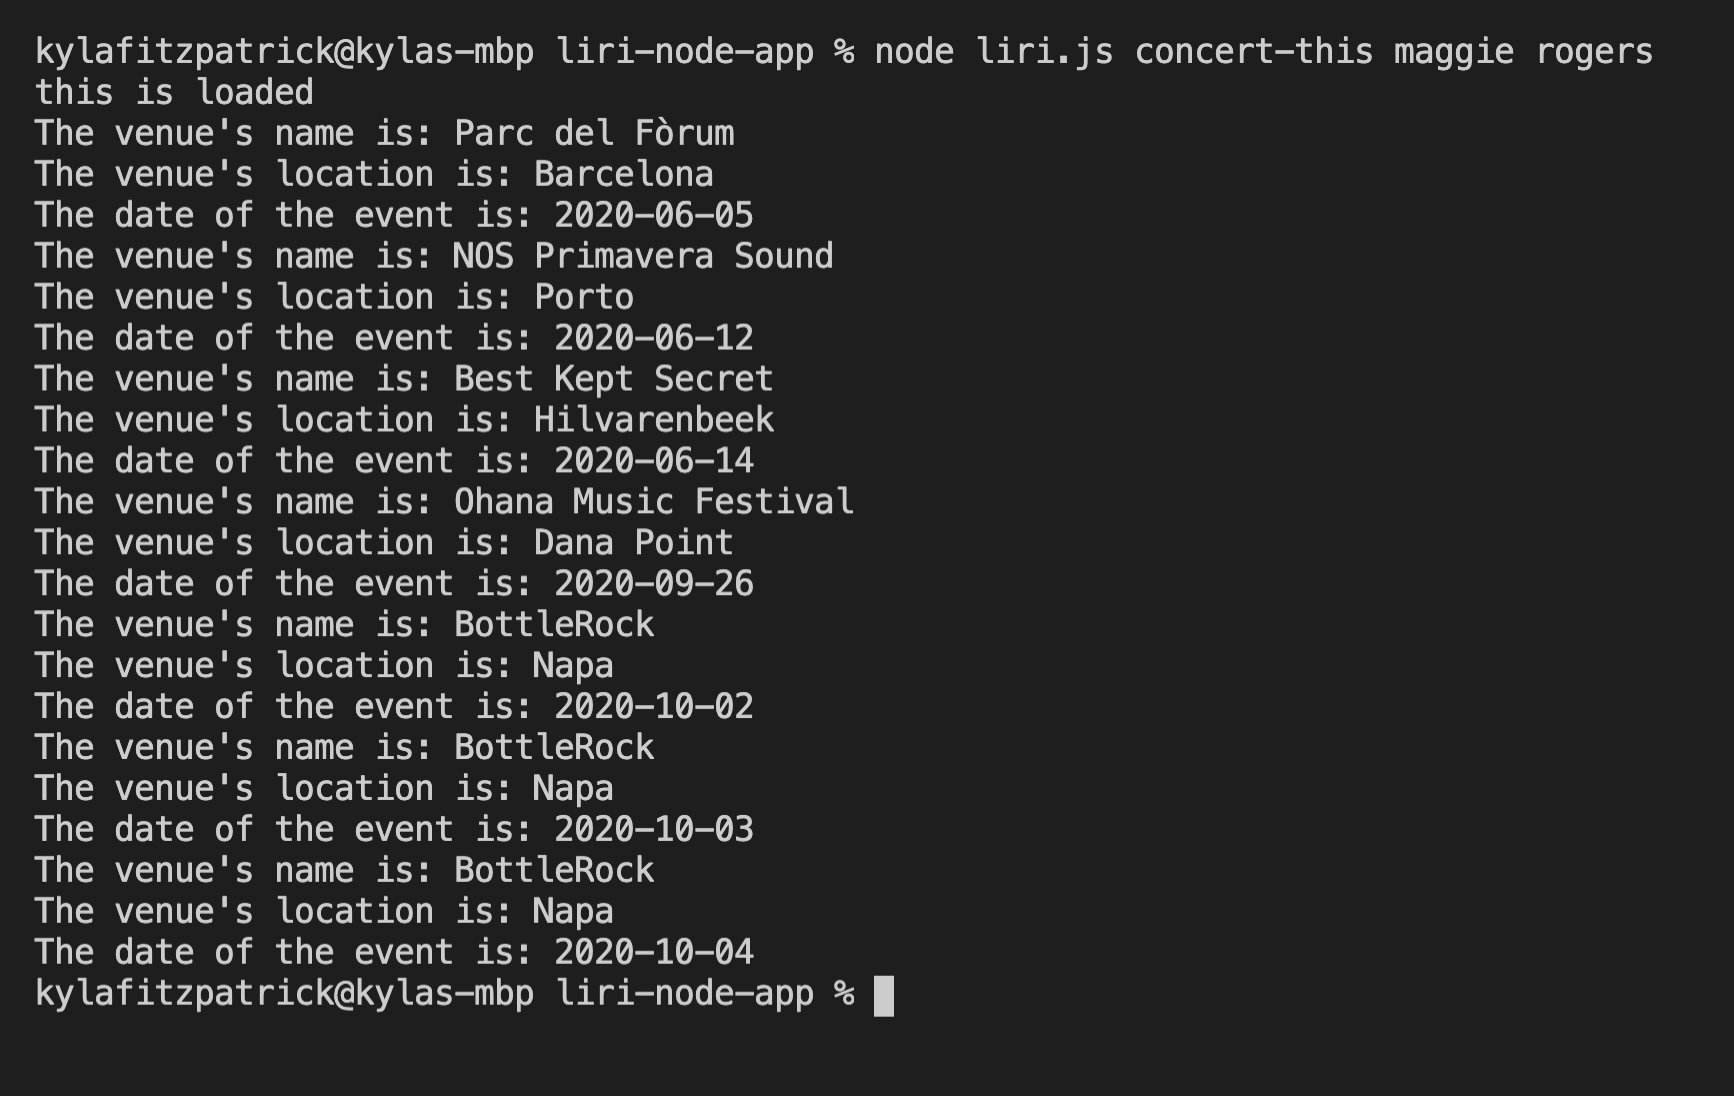 kylafitzpatrick@kylas-mbp liri-node-app % node liri.js concert-this maggie rogers
this is loaded
The venue's name is: Parc del Fòrum
The venue's location is: Barcelona
The date of the event is: 2020-06-05
The venue's name is: NOS Primavera Sound
The venue's location is: Porto
The date of the event is: 2020-06-12
The venue's name is: Best Kept Secret
The venue's location is: Hilvarenbeek
The date of the event is: 2020-06-14
The venue's name is: Ohana Music Festival
The venue's location is: Dana Point
The date of the event is: 2020-09-26
The venue's name is: BottleRock
The venue's location is: Napa
The date of the event is: 2020-10-02
The venue's name is: BottleRock
The venue's location is: Napa
The date of the event is: 2020-10-03
The venue's name is: BottleRock
The venue's location is: Napa
The date of the event is: 2020-10-04
kylafitzpatrick@kylas-mbp liri-node-app %